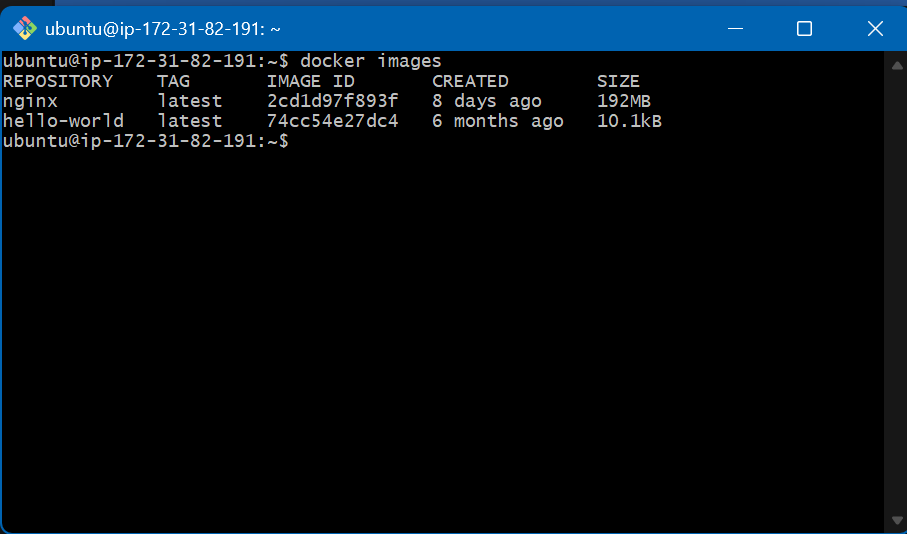 ubuntu@ip-172-31-82-191: ~
ubuntu@ip-172-31-82-191:~$ docker images
REPOSITORY    TAG       IMAGE ID       CREATED        SIZE
nginx         latest    2cd1d97f893f   8 days ago     192MB
hello-world   latest    74cc54e27dc4   6 months ago   10.1kB
ubuntu@ip-172-31-82-191:~$